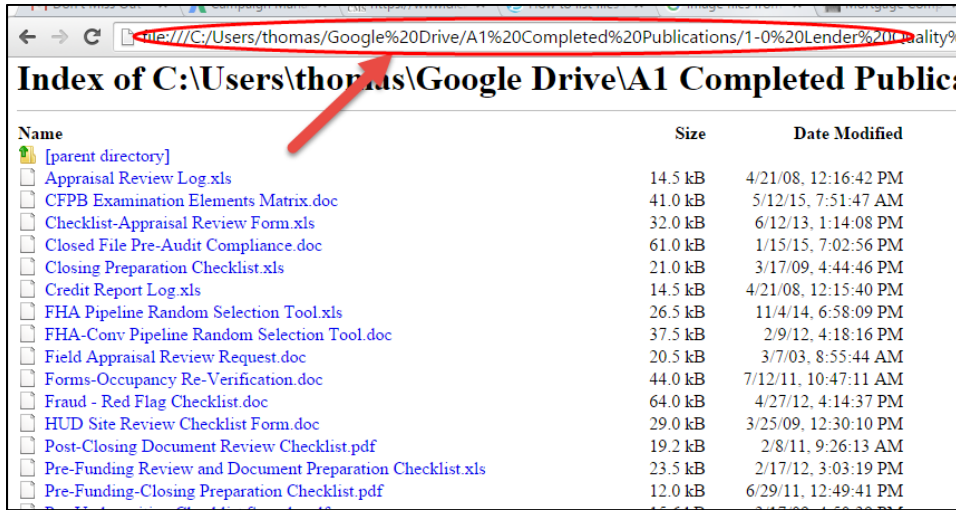 file:///C:/Users/thomas/Google%20Drive/A1%20Completed%20Publications/1-0%20Lender%20Quality%
Index of C:\Users\thomas\Google Drive\A1 Completed Publica
Name Size Date Modified
[parent directory]
Appraisal Review Log.xls 14.5 kB 4/21/08, 12:16:42 PM
CFPB Examination Elements Matrix.doc 41.0 kB 5/12/15, 7:51:47 AM
Checklist-Appraisal Review Form.xls 32.0 kB 6/12/13, 1:14:08 PM
Closed File Pre-Audit Compliance.doc 61.0 kB 1/15/15, 7:02:56 PM
Closing Preparation Checklist.xls 21.0 kB 3/17/09, 4:44:46 PM
Credit Report Log.xls 14.5 kB 4/21/08, 12:15:40 PM
FHA Pipeline Random Selection Tool.xls 26.5 kB 11/4/14, 6:58:09 PM
FHA-Conv Pipeline Random Selection Tool.doc 37.5 kB 2/9/12, 4:18:16 PM
Field Appraisal Review Request.doc 20.5 kB 3/7/03, 8:55:44 AM
Forms-Occupancy Re-Verification.doc 44.0 kB 7/12/11, 10:47:11 AM
Fraud - Red Flag Checklist.doc 64.0 kB 4/27/12, 4:14:37 PM
HUD Site Review Checklist Form.doc 29.0 kB 3/25/09, 12:30:10 PM
Post-Closing Document Review Checklist.pdf 19.2 kB 2/8/11, 9:26:13 AM
Pre-Funding Review and Document Preparation Checklist.xls 23.5 kB 2/17/12, 3:03:19 PM
Pre-Funding-Closing Preparation Checklist.pdf 12.0 kB 6/29/11, 12:49:41 PM